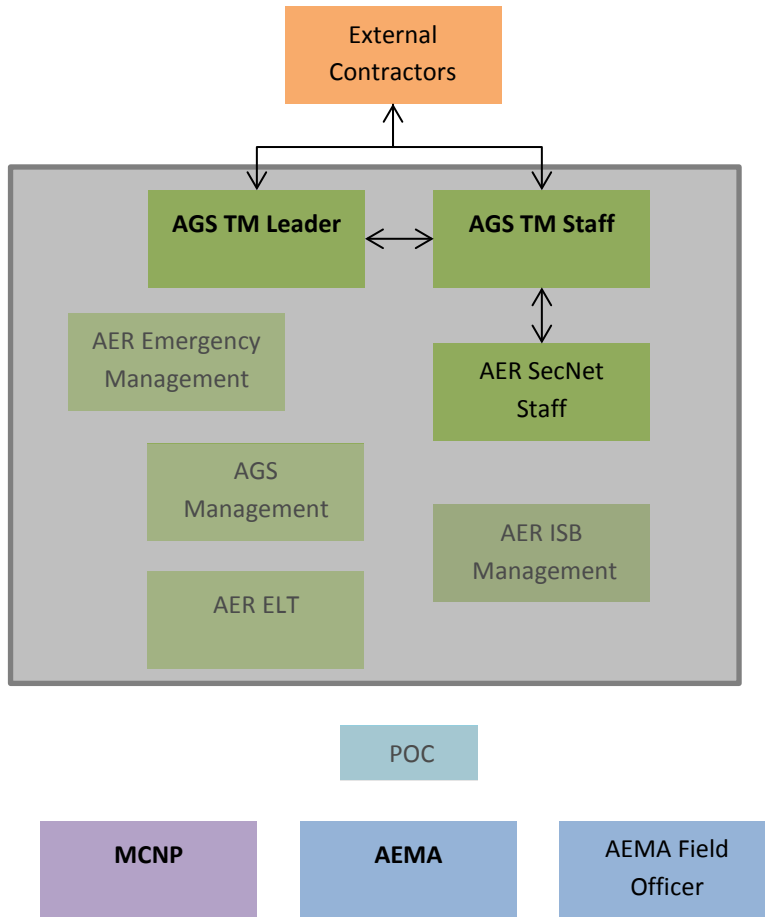 External
Contractors
AGS TM Leader
AGS TM Staff
AER Emergency
Management
AER SecNet
Staff
AGS
Management
AER ISB
Management
AER ELT
POC
MCNP
AEMA
AEMA Field
Officer